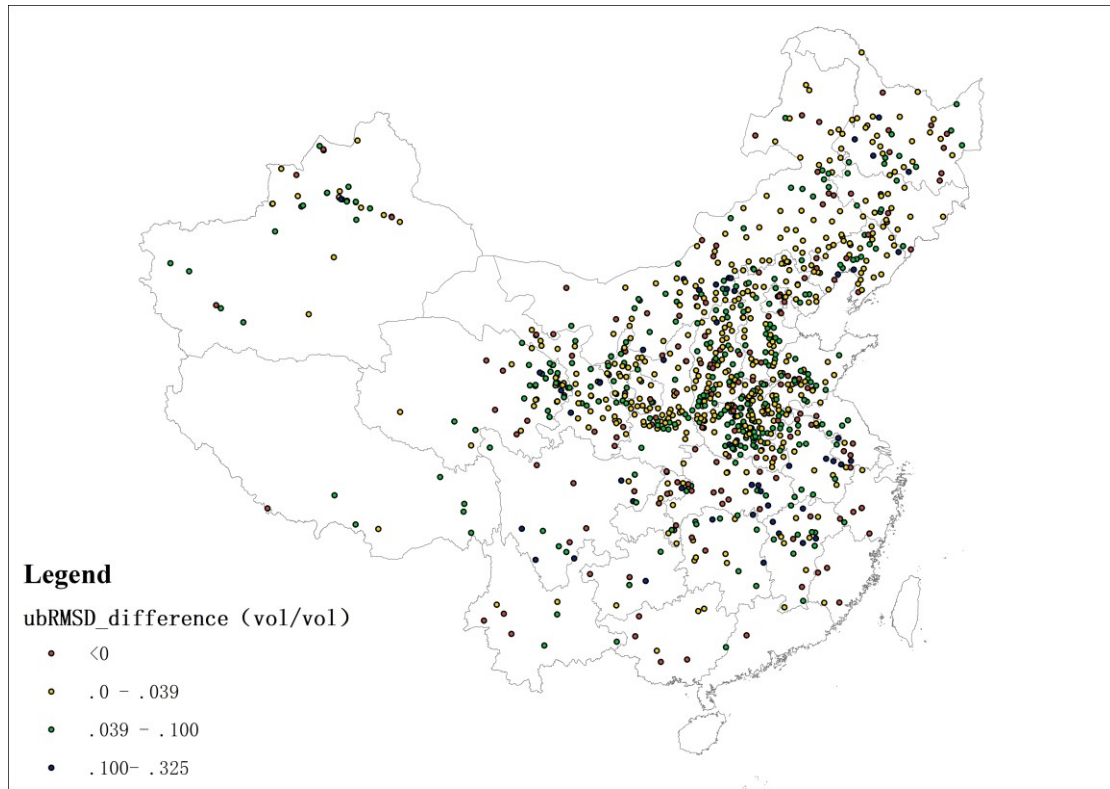 Legend
ubRMSD_difference (vol/vol)
<0
.0 - .039
.039 - .100
.100- .325